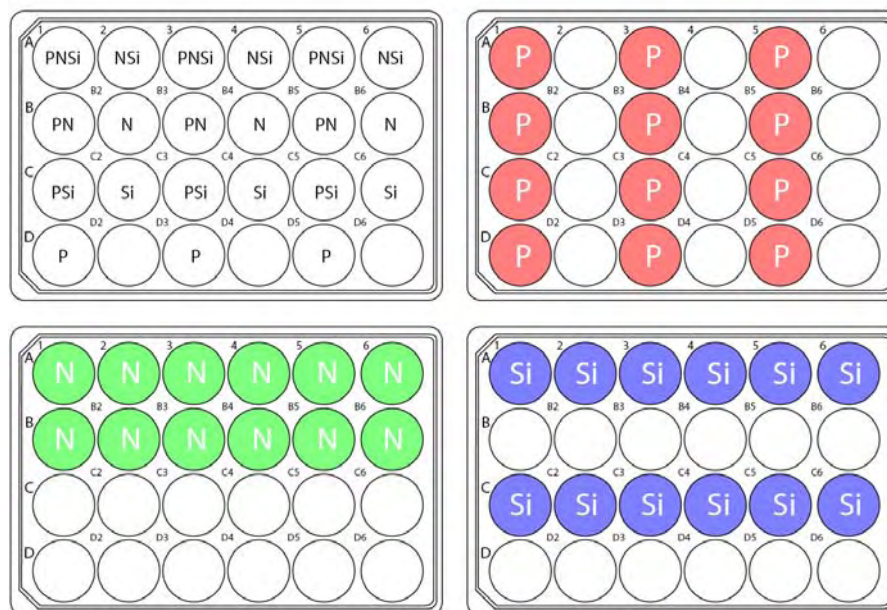 1 2 3 4 5 6
A PNSi NSi PNSi NSi PNSi NSi
B2 B3 B4 B5 B6
B PN N PN N PN N
C2 C3 C4 C5 C6
C PSi Si PSi Si PSi Si
D2 D3 D4 D5 D6
D P P P
1 2 3 4 5 6
A P P P
B2 B3 B4 B5 B6
B P P P
C2 C3 C4 C5 C6
C P P P
D2 D3 D4 D5 D6
D P P P
1 2 3 4 5 6
A N N N N N N
B2 B3 B4 B5 B6
B N N N N N N
C2 C3 C4 C5 C6
C
D2 D3 D4 D5 D6
D
1 2 3 4 5 6
A Si Si Si Si Si Si
B2 B3 B4 B5 B6
B
C2 C3 C4 C5 C6
C Si Si Si Si Si Si
D2 D3 D4 D5 D6
D